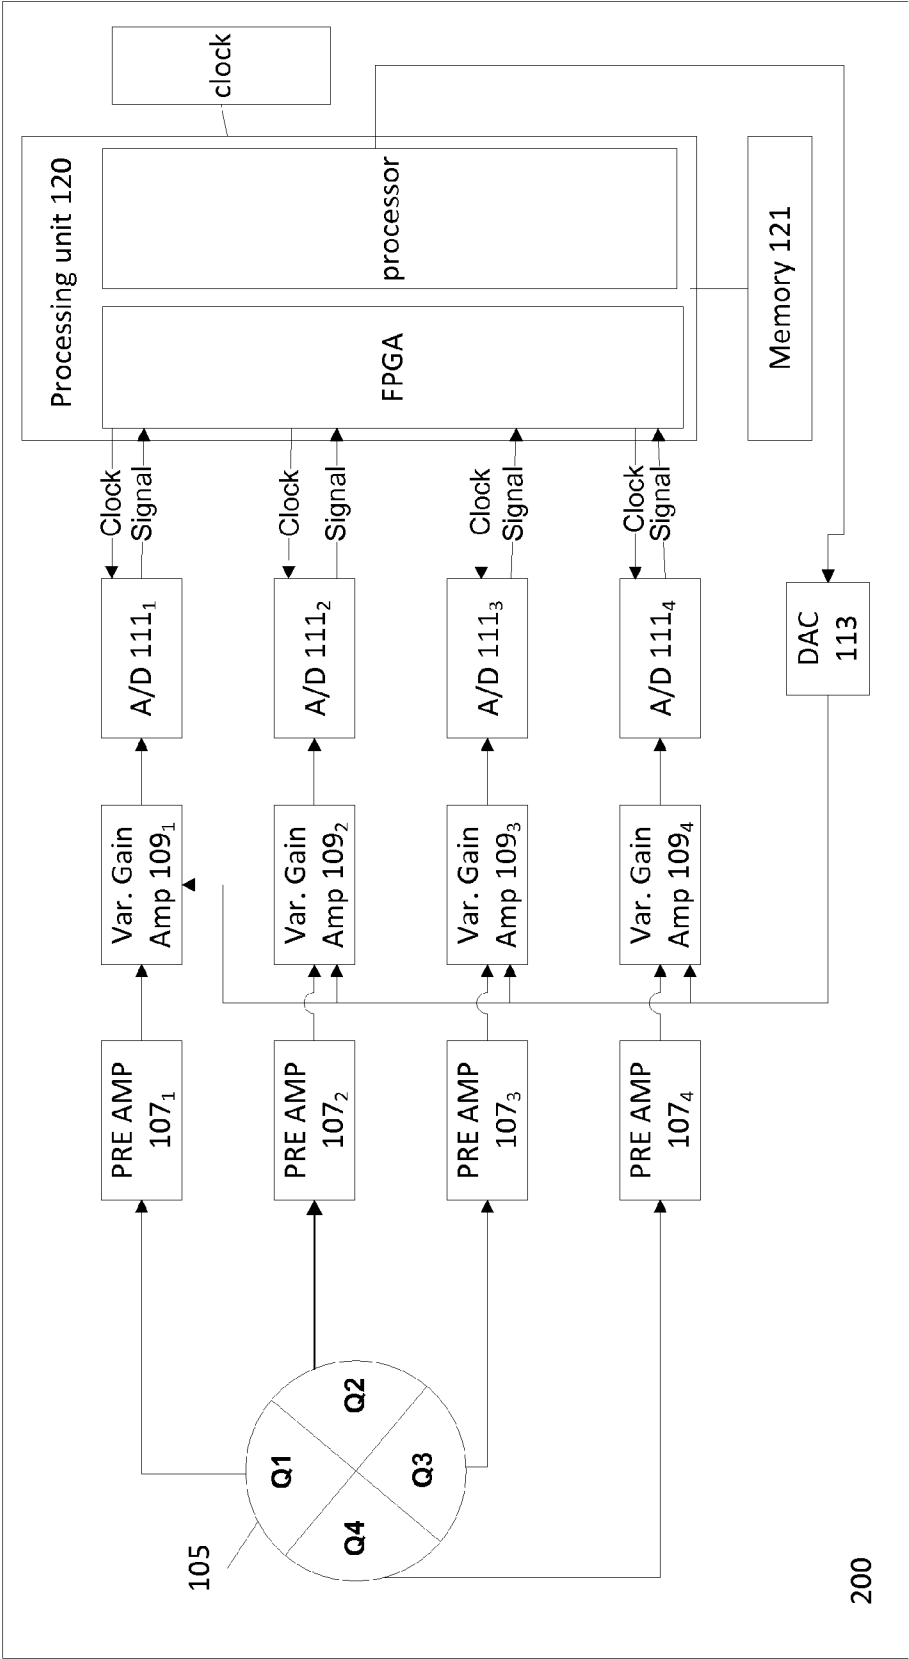 105
Q1
Q2
Q3
Q4
PRE AMP
107₁
Var. Gain
Amp 109₁
A/D 111₁
Clock
Signal
PRE AMP
107₂
Var. Gain
Amp 109₂
A/D 111₂
Clock
Signal
PRE AMP
107₃
Var. Gain
Amp 109₃
A/D 111₃
Clock
Signal
PRE AMP
107₄
Var. Gain
Amp 109₄
A/D 111₄
Clock
Signal
Processing unit 120
FPGA
processor
clock
Memory 121
DAC
113
200